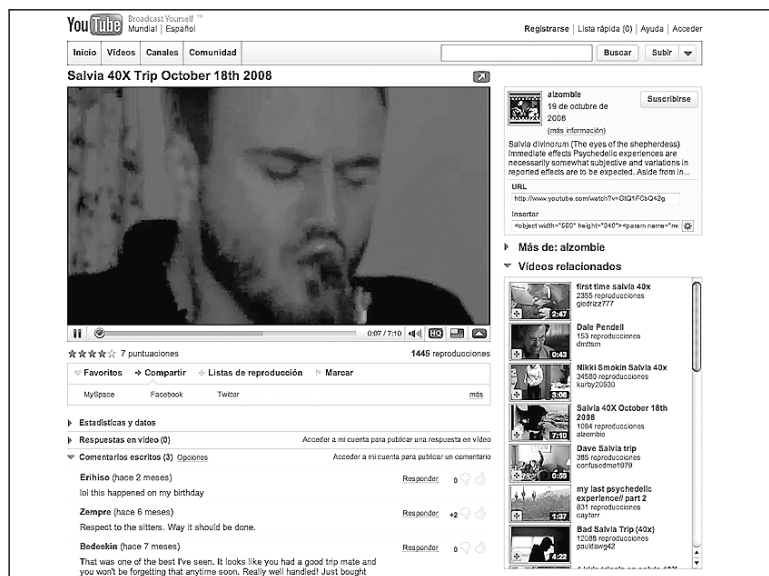 You Tube Broadcast Yourself ™
Mundial | Español
Registrarse | Lista rápida (0) | Ayuda | Acceder
Inicio Vídeos Canales Comunidad Buscar Subir
Salvia 40X Trip October 18th 2008
alzombie
19 de octubre de
2008
(más información)
Suscribirse
Salvia divinorum (The eyes of the shepherdess)
Immediate effects Psychedelic experiences are
necessarily somewhat subjective and variations in
reported effects are to be expected. Aside from in...
URL
http://www.youtube.com/watch?v=GtQ1FCbQ42g
Insertar
<object width="560" height="340"><param name="mo
Más de: alzombie
Vídeos relacionados
first time salvia 40x
2355 reproducciones
giedrizz777
2:47
Dale Pendell
153 reproducciones
dmttsm
0:43
Nikki Smokin Salvia 40x
34580 reproducciones
kurby20530
3:08
Salvia 40X October 18th
2008
1084 reproducciones
alzombie
7:10
Dave Salvia trip
385 reproducciones
confusedme1979
0:59
my last psychedelic
experience// part 2
831 reproducciones
cayferr
1:37
Bad Salvia Trip (40x)
12088 reproducciones
pauldawg42
4:22
0:07 / 7:10 HQ
7 puntuaciones 1445 reproducciones
Favoritos Compartir Listas de reproducción Marcar
MySpace Facebook Twitter más
Estadísticas y datos
Respuestas en vídeo (0) Acceder a mi cuenta para publicar una respuesta en vídeo
Comentarios escritos (3) Opciones Acceder a mi cuenta para publicar un comentario
Erihiso (hace 2 meses) Responder 0
lol this happened on my birthday
Zempre (hace 6 meses) Responder +2
Respect to the sitters. Way it should be done.
Bedeekin (hace 7 meses) Responder 0
That was one of the best I've seen. It looks like you had a good trip mate and
you won't be forgetting that anytime soon. Really well handled! Just bought